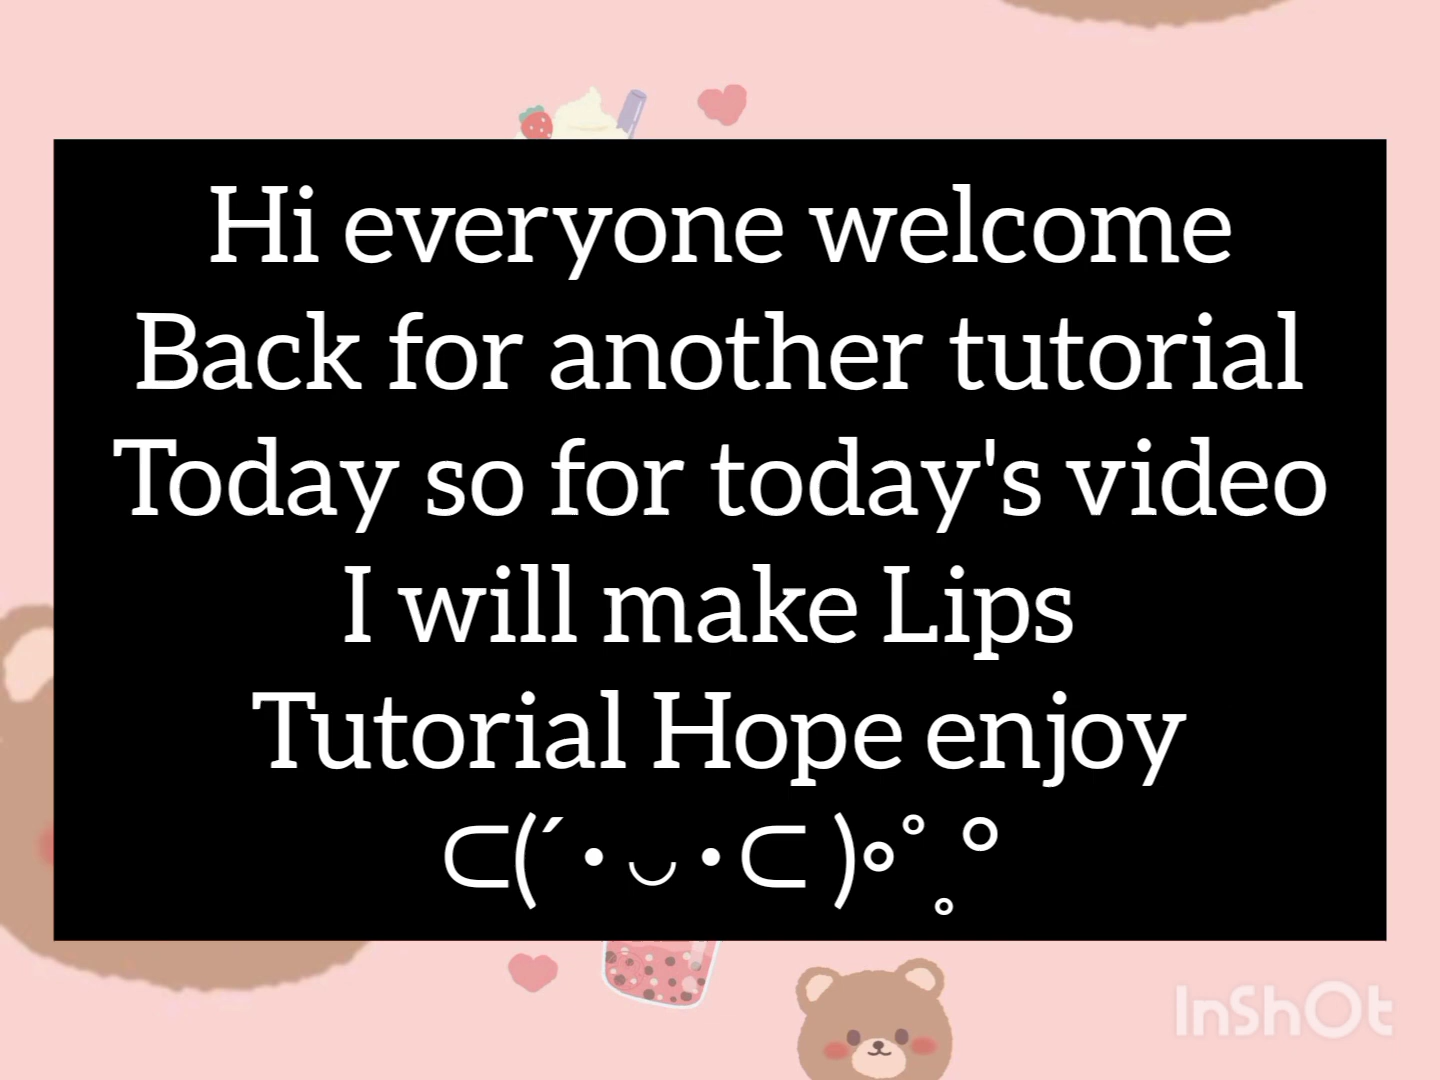 Hi everyone welcome
Back for another tutorial
Today so for today's video
I will make Lips
Tutorial Hope enjoy
⊂(´・◡・⊂ )∘˚˳°
InShOt